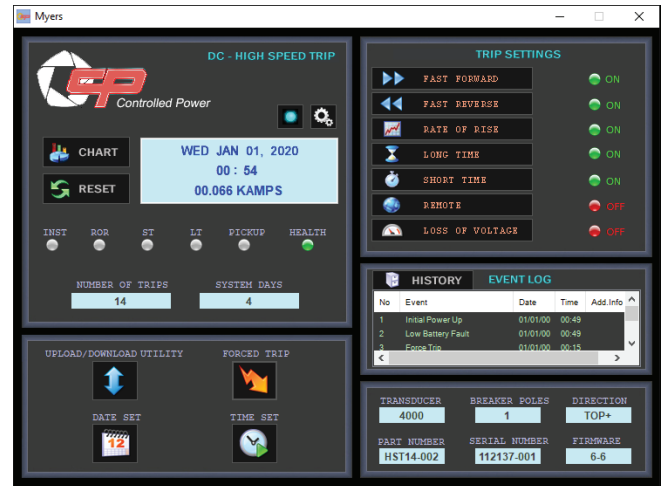 Myers
DC - HIGH SPEED TRIP
cp
Controlled Power
CHART
RESET
WED JAN 01, 2020
00 : 54
00.066 KAMPS
INST ROR ST LT PICKUP HEALTH
NUMBER OF TRIPS SYSTEM DAYS
14 4
UPLOAD/DOWNLOAD UTILITY FORCED TRIP
DATE SET TIME SET
12
TRIP SETTINGS
FAST FORWARD ON
FAST REVERSE ON
RATE OF RISE ON
LONG TIME ON
SHORT TIME ON
REMOTE OFF
LOSS OF VOLTAGE OFF
HISTORY EVENT LOG
No Event Date Time Add.Info
1 Initial Power Up 01/01/00 00:49
2 Low Battery Fault 01/01/00 00:49
3 Force Trip 01/01/00 00:15
TRANSDUCER BREAKER POLES DIRECTION
4000 1 TOP+
PART NUMBER SERIAL NUMBER FIRMWARE
HST14-002 112137-001 6-6